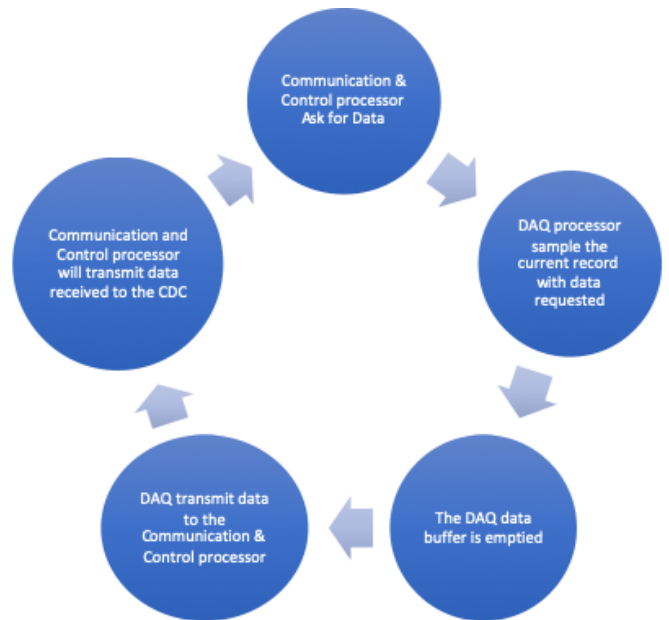 Communication &
Control processor
Ask for Data
DAQ processor
sample the
current record
with data
requested
The DAQ data
buffer is emptied
DAQ transmit data
to the
Communication &
Control processor
Communication and
Control processor
will transmit data
received to the CDC